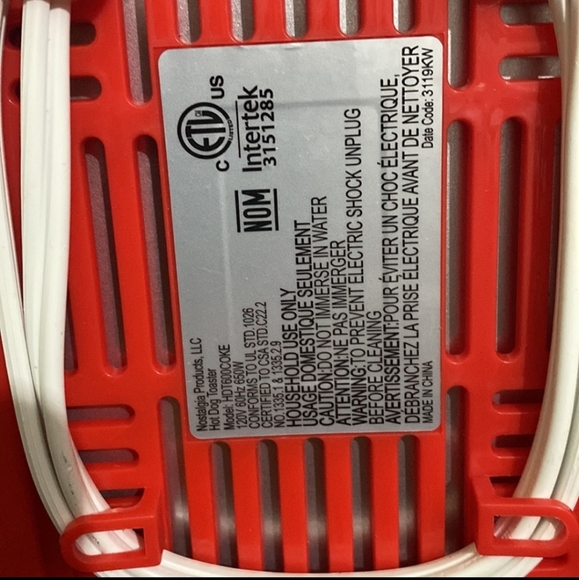 Nostalgia Products, LLC
Hot Dog Toaster
Model: HDT600COKE
120V 60Hz 650W
CONFORMS TO UL STD.1026
CERTIFIED TO CSA STD.C22.2
NO.1335.1 & 1335.2.9
HOUSEHOLD USE ONLY
USAGE DOMESTIQUE SEULEMENT
CAUTION:DO NOT IMMERSE IN WATER
ATTENTION:NE PAS IMMERGER
WARNING:TO PREVENT ELECTRIC SHOCK UNPLUG
BEFORE CLEANING
AVERTISSEMENT:POUR ÉVITER UN CHOC ÉLECTRIQUE,
DEBRANCHEZ LA PRISE ÉLECTRIQUE AVANT DE NETTOYER
MADE IN CHINA
Date Code: 3119KW
NOM
C ETL US
Intertek
3151285